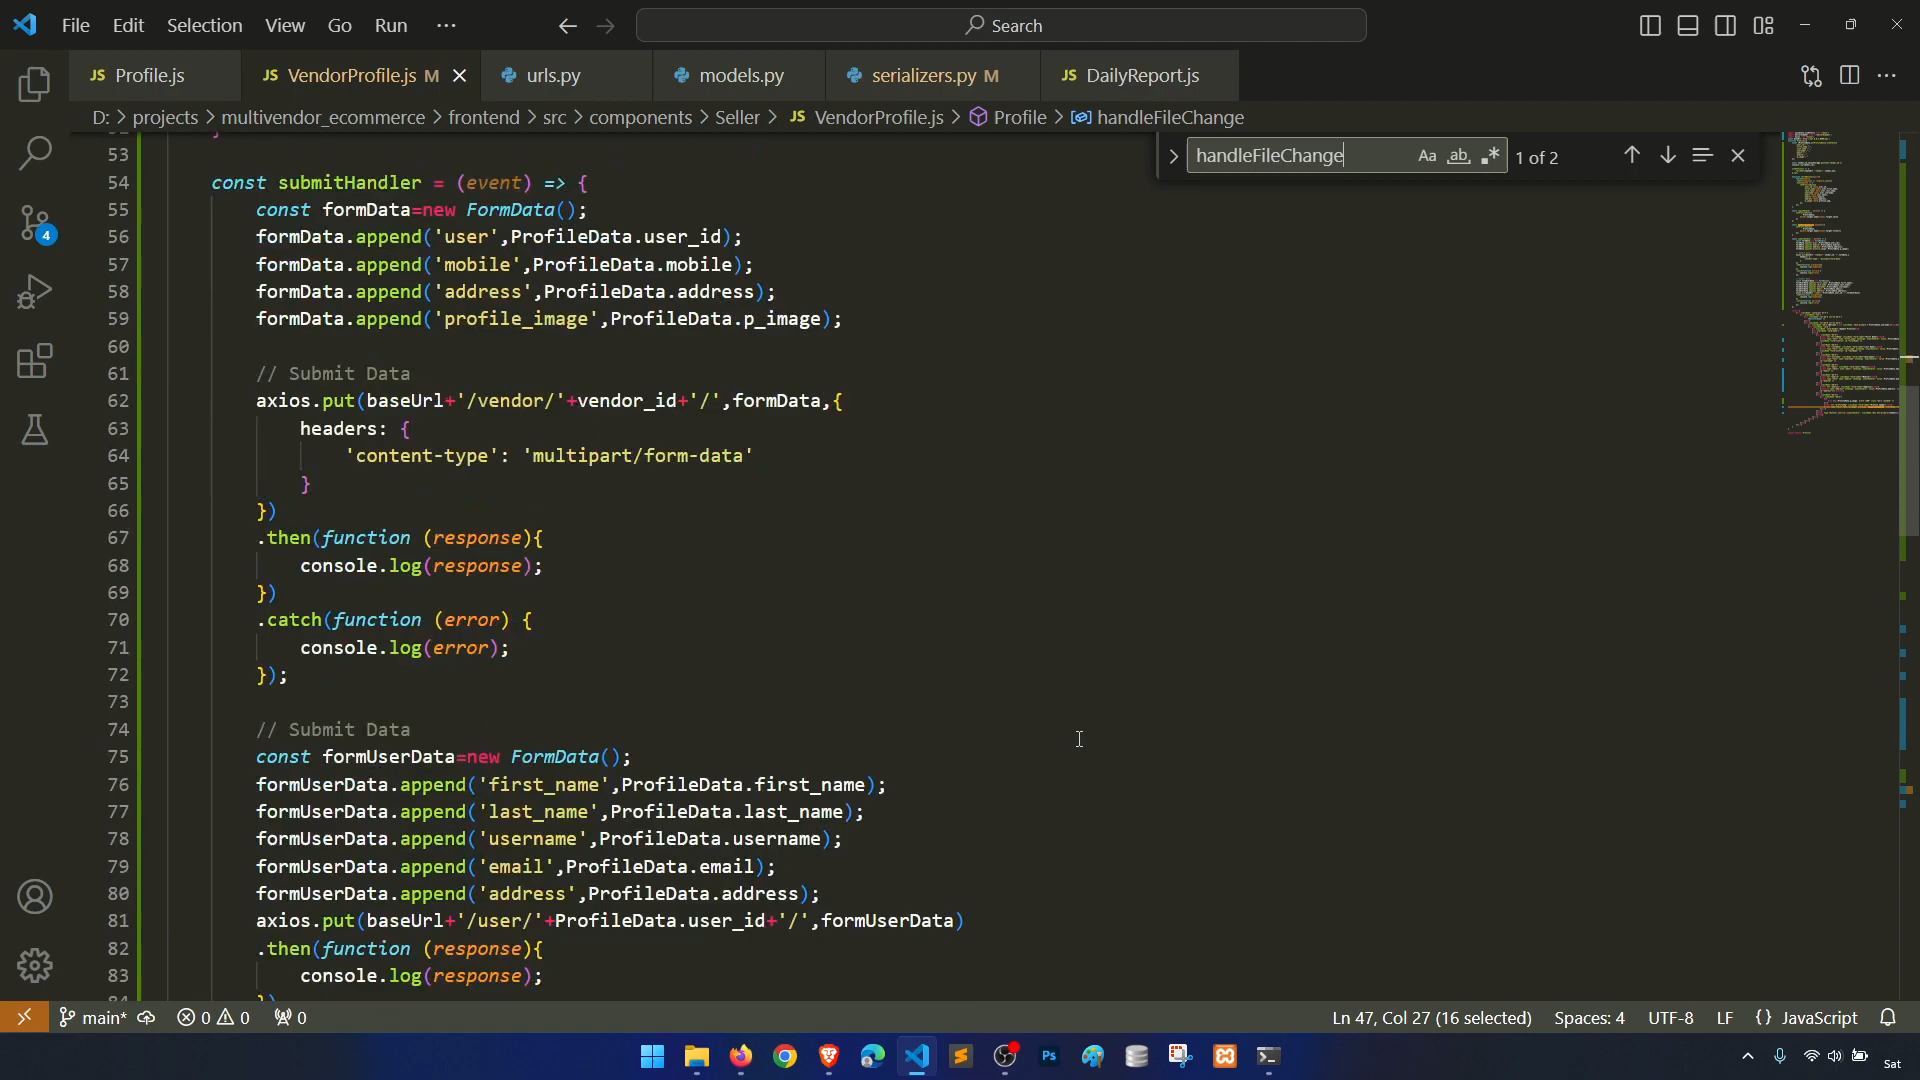 File Edit Selection View Go Run ...
Search
JS Profile.js
JS VendorProfile.js M
urls.py
models.py
serializers.py M
JS DailyReport.js
D: > projects > multivendor_ecommerce > frontend > src > components > Seller > JS VendorProfile.js > Profile > handleFileChange
handleFileChange Aa ab 1 of 2
53
54 const submitHandler = (event) => {
55 const formData=new FormData();
56 formData.append('user',ProfileData.user_id);
57 formData.append('mobile',ProfileData.mobile);
58 formData.append('address',ProfileData.address);
59 formData.append('profile_image',ProfileData.p_image);
60
61 // Submit Data
62 axios.put(baseUrl+'/vendor/'+vendor_id+'/',formData,{
63 headers: {
64 'content-type': 'multipart/form-data'
65 }
66 })
67 .then(function (response){
68 console.log(response);
69 })
70 .catch(function (error) {
71 console.log(error);
72 });
73
74 // Submit Data
75 const formUserData=new FormData();
76 formUserData.append('first_name',ProfileData.first_name);
77 formUserData.append('last_name',ProfileData.last_name);
78 formUserData.append('username',ProfileData.username);
79 formUserData.append('email',ProfileData.email);
80 formUserData.append('address',ProfileData.address);
81 axios.put(baseUrl+'/user/'+ProfileData.user_id+'/',formUserData)
82 .then(function (response){
83 console.log(response);
4
main* 0 0 0
Ln 47, Col 27 (16 selected) Spaces: 4 UTF-8 LF {} JavaScript
Ps
Sat